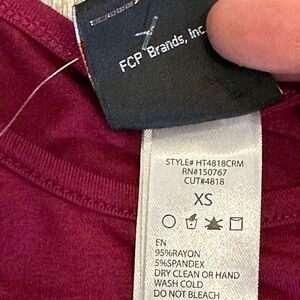 FCP Brands, Inc.
STYLE# HT4818CRM
RN#150767
CUT#4818
XS
EN
95%RAYON
5%SPANDEX
DRY CLEAN OR HAND
WASH COLD
DO NOT BLEACH